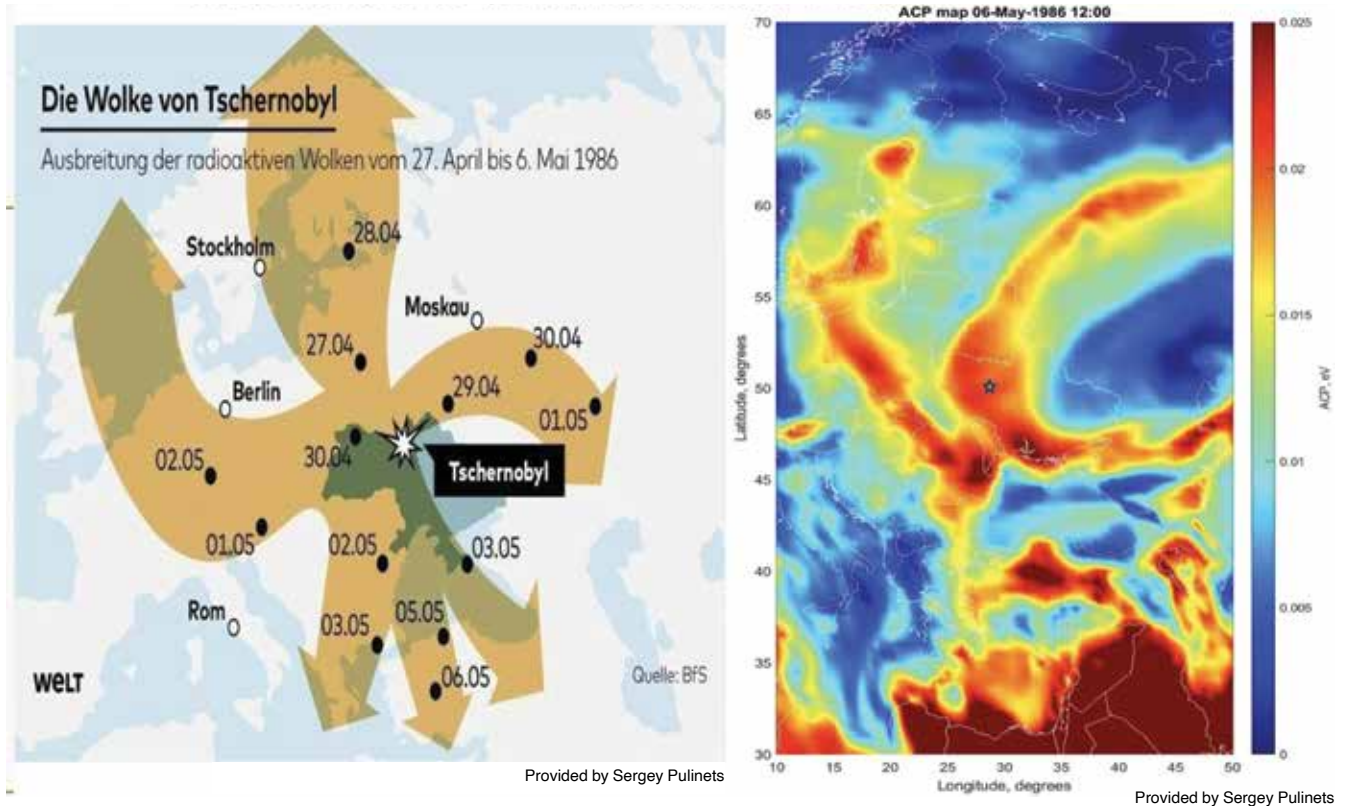 Die Wolke von Tschernobyl
Ausbreitung der radioaktiven Wolken vom 27. April bis 6. Mai 1986
28.04
Stockholm
Moskau
27.04
30.04
29.04
Berlin
01.05
30.04
Tschernobyl
02.05
01.05
02.05
03.05
Rom
03.05
05.05
06.05
WELT
Quelle: BfS
Provided by Sergey Pulinets
ACP map 06-May-1986 12:00
70
65
60
55
50
45
40
35
30
Latitude, degrees
10
15
20
25
30
35
40
45
50
Longitude, degrees
0.025
0.02
0.015
0.01
0.005
0
ACP, eV
Provided by Sergey Pulinets